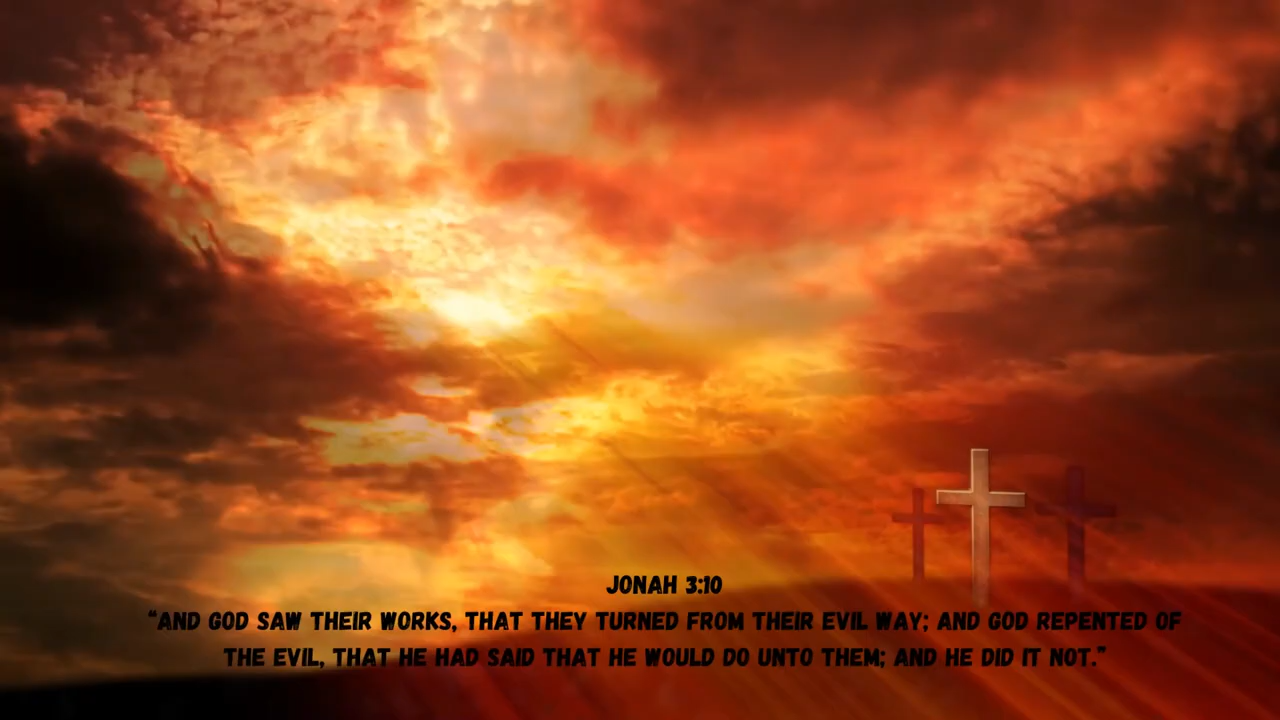 JONAH 3:10
“AND GOD SAW THEIR WORKS, THAT THEY TURNED FROM THEIR EVIL WAY; AND GOD REPENTED OF
THE EVIL, THAT HE HAD SAID THAT HE WOULD DO UNTO THEM; AND HE DID IT NOT.”